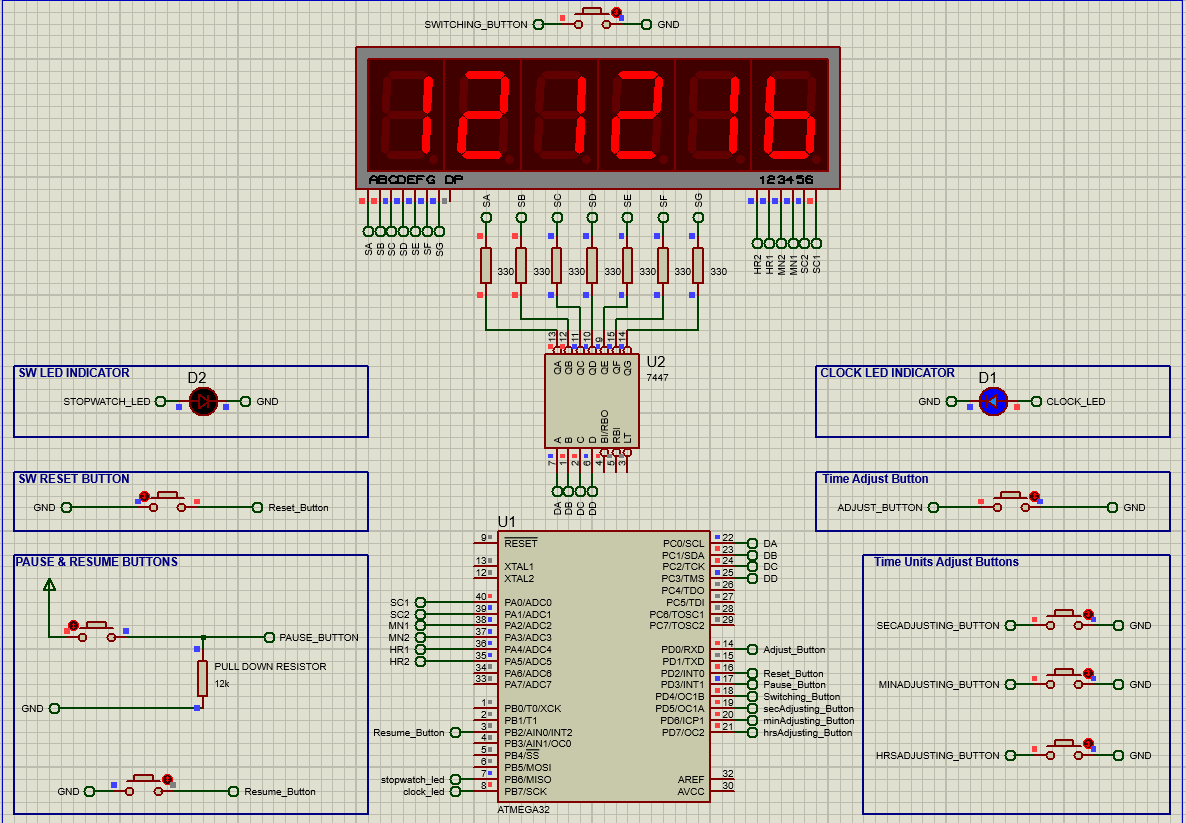 SWITCHING_BUTTON GND
121216
ABCDEFG DP 123456
SA SB SC SD SE SF SG
SA SB SC SD SE SF SG
HR2 HR1 MN2 MN1 SC2 SC1
330 330 330 330 330 330 330
13 12 11 10 9 15 14
QA QB QC QD QE QF QG
U2
7447
A B C D BI/RBO RBI LT
7 1 2 6 4 5 3
DA DB DC DD
SW LED INDICATOR
D2
STOPWATCH_LED GND
CLOCK LED INDICATOR
D1
GND CLOCK_LED
SW RESET BUTTON
GND Reset_Button
Time Adjust Button
ADJUST_BUTTON GND
PAUSE & RESUME BUTTONS
PAUSE_BUTTON
PULL DOWN RESISTOR
12k
GND
GND Resume_Button
U1
9 RESET
13 XTAL1
12 XTAL2
SC1 40 PA0/ADC0
SC2 39 PA1/ADC1
MN1 38 PA2/ADC2
MN2 37 PA3/ADC3
HR1 36 PA4/ADC4
HR2 35 PA5/ADC5
34 PA6/ADC6
33 PA7/ADC7
1 PB0/T0/XCK
2 PB1/T1
Resume_Button 3 PB2/AIN0/INT2
4 PB3/AIN1/OC0
5 PB4/SS
6 PB5/MOSI
stopwatch_led 7 PB6/MISO
clock_led 8 PB7/SCK
PC0/SCL 22 DA
PC1/SDA 23 DB
PC2/TCK 24 DC
PC3/TMS 25 DD
PC4/TDO 26
PC5/TDI 27
PC6/TOSC1 28
PC7/TOSC2 29
PD0/RXD 14 Adjust_Button
PD1/TXD 15
PD2/INT0 16 Reset_Button
PD3/INT1 17 Pause_Button
PD4/OC1B 18 Switching_Button
PD5/OC1A 19 secAdjusting_Button
PD6/ICP1 20 minAdjusting_Button
PD7/OC2 21 hrsAdjusting_Button
AREF 32
AVCC 30
ATMEGA32
Time Units Adjust Buttons
SECADJUSTING_BUTTON GND
MINADJUSTING_BUTTON GND
HRSADJUSTING_BUTTON GND